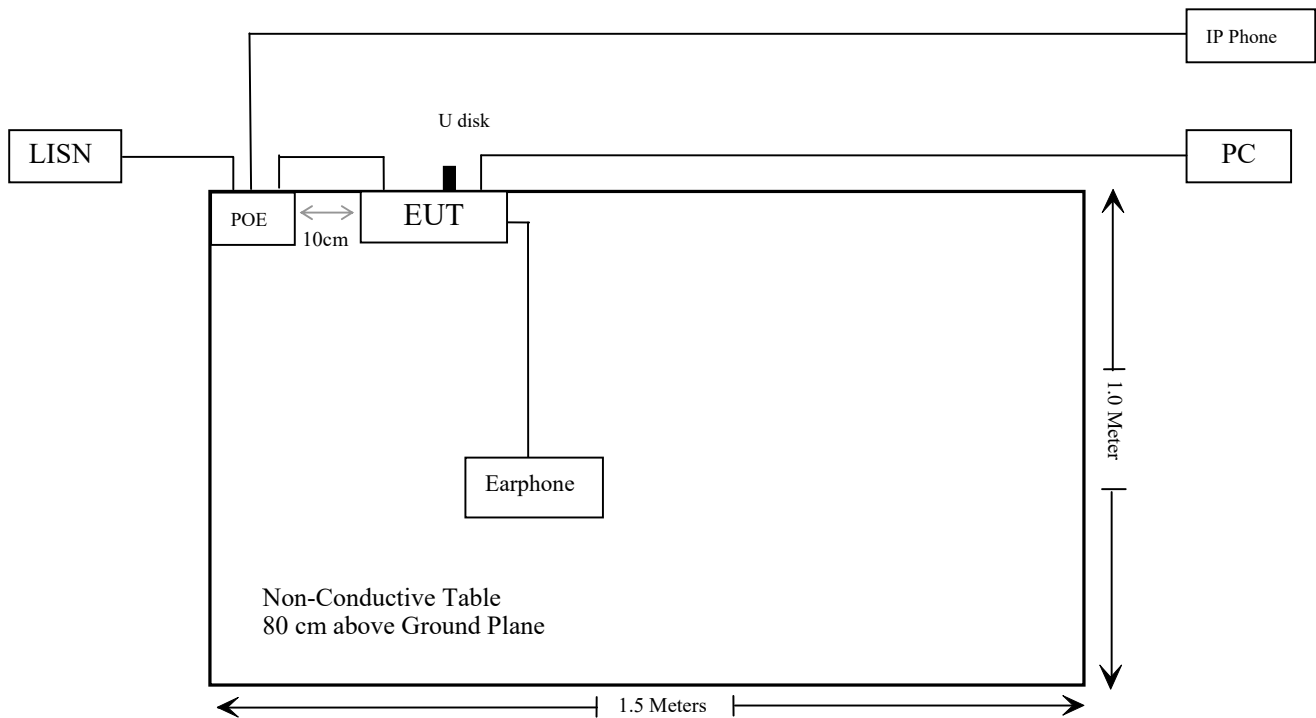 IP Phone
U disk
LISN
PC
POE
EUT
10cm
1.0 Meter
Earphone
Non-Conductive Table
80 cm above Ground Plane
1.5 Meters